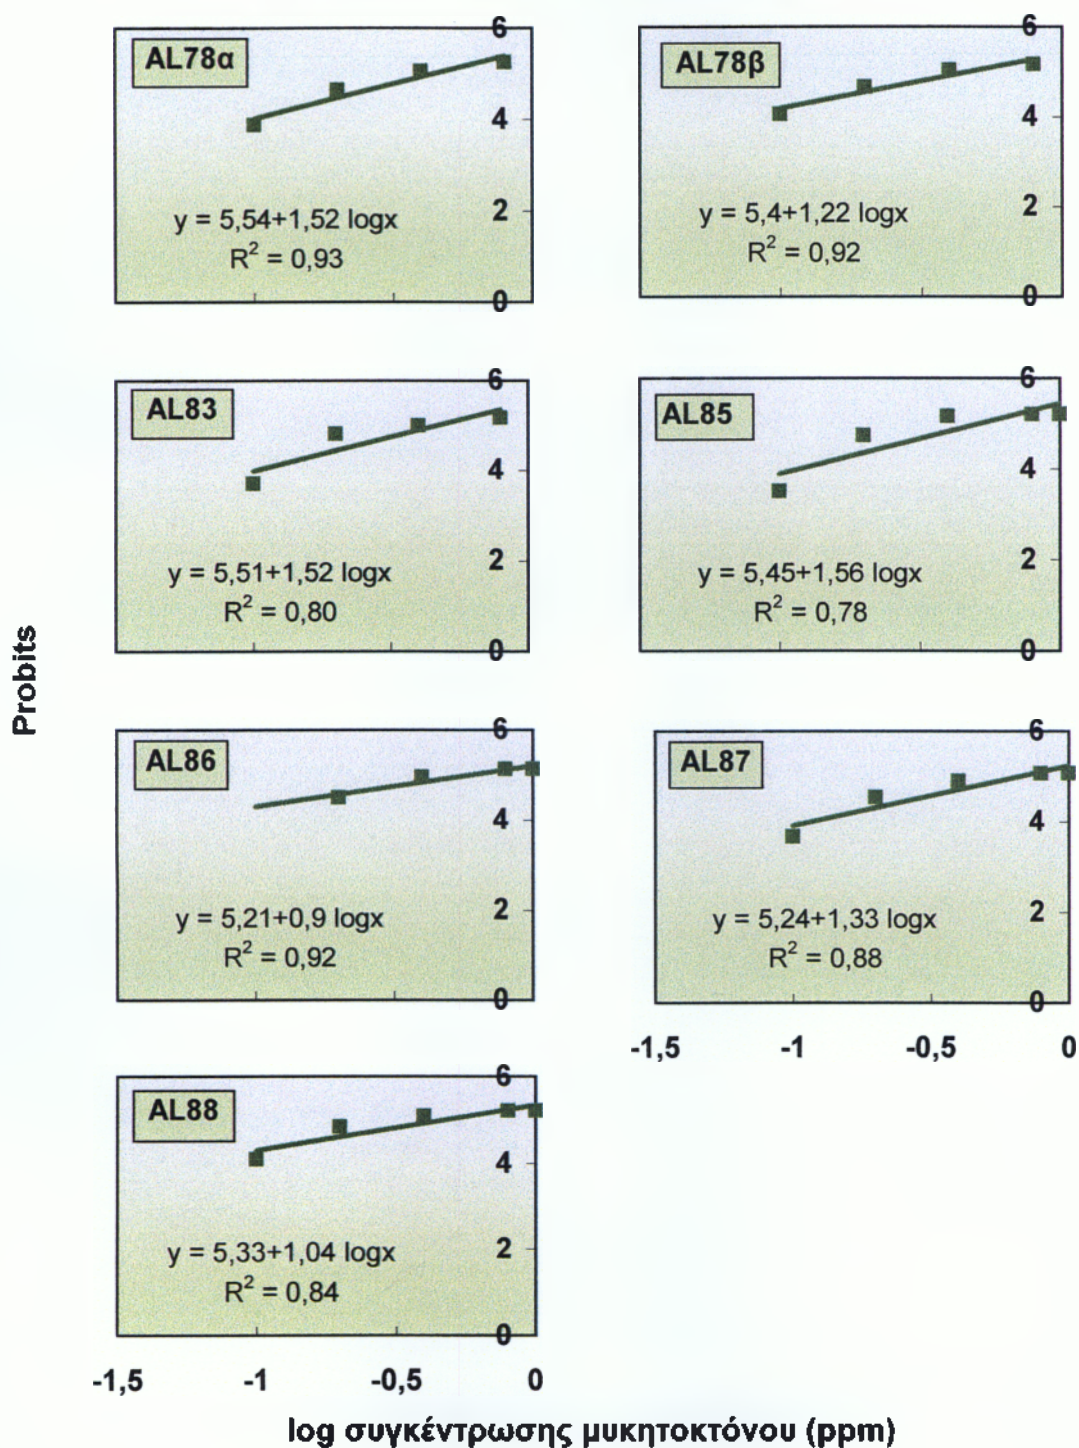 6
AL78α
4
2
y = 5,54+1,52 logx
R² = 0,93
0
6
AL78β
4
2
y = 5,4+1,22 logx
R² = 0,92
0
6
AL83
4
2
y = 5,51+1,52 logx
R² = 0,80
0
6
AL85
4
2
y = 5,45+1,56 logx
R² = 0,78
0
Probits
6
AL86
4
2
y = 5,21+0,9 logx
R² = 0,92
0
6
AL87
4
2
y = 5,24+1,33 logx
R² = 0,88
0
-1,5 -1 -0,5 0
6
AL88
4
2
y = 5,33+1,04 logx
R² = 0,84
0
-1,5 -1 -0,5 0
log συγκέντρωσης μυκητοκτόνου (ppm)